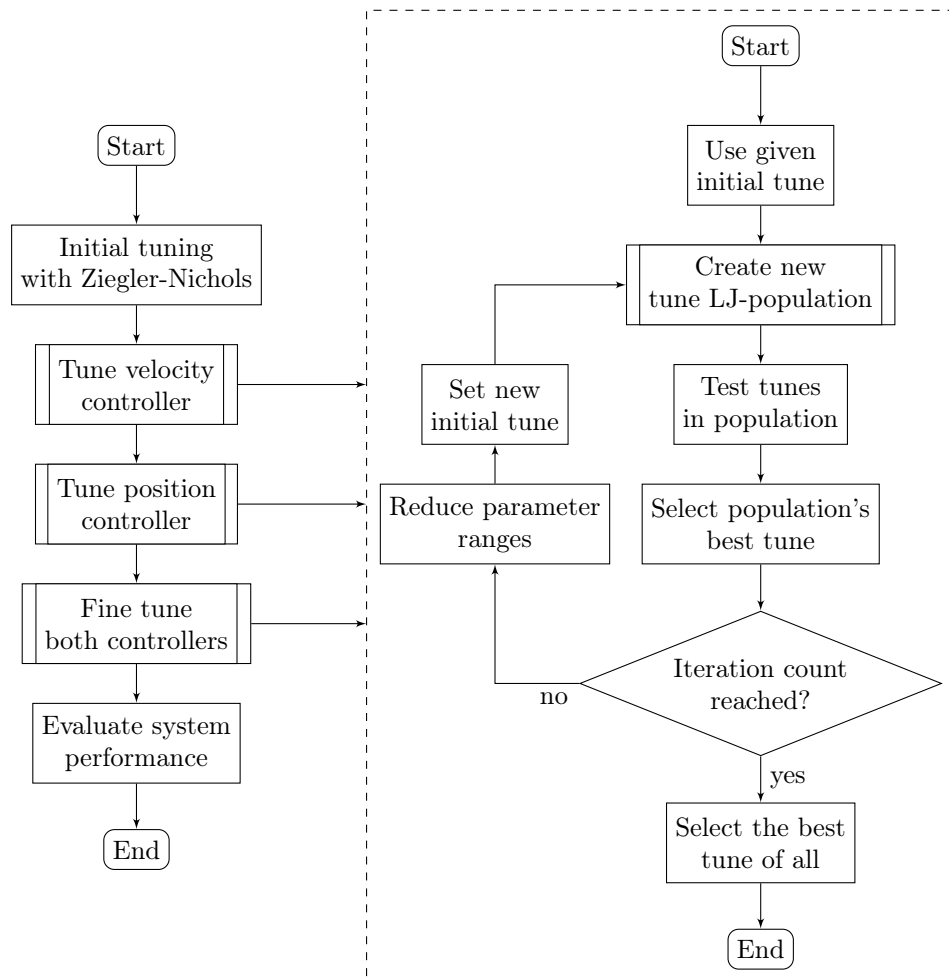 Start
Initial tuning
with Ziegler-Nichols
Tune velocity
controller
Tune position
controller
Fine tune
both controllers
Evaluate system
performance
End
Start
Use given
initial tune
Create new
tune LJ-population
Test tunes
in population
Select population's
best tune
Iteration count
reached?
no
Reduce parameter
ranges
Set new
initial tune
yes
Select the best
tune of all
End